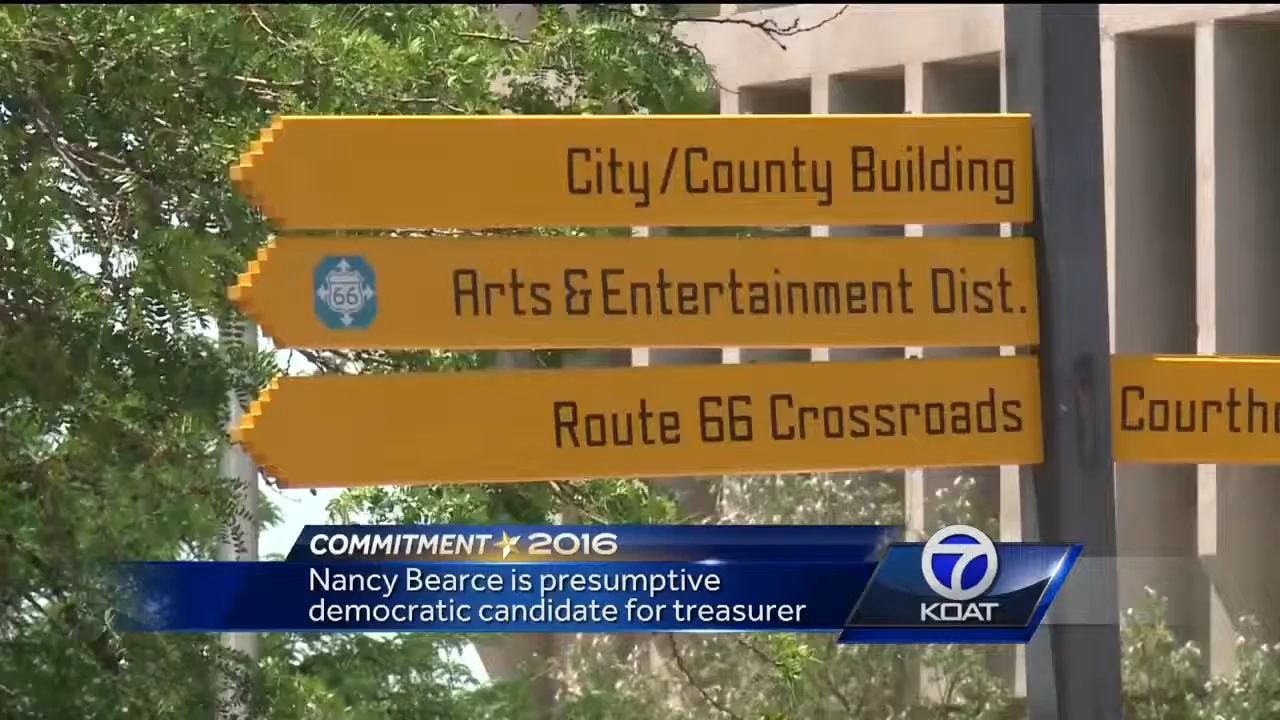 City/County Building
66
Arts & Entertainment Dist.
Route 66 Crossroads
Courth
COMMITMENT 2016
Nancy Bearce is presumptive
democratic candidate for treasurer
7
KOAT